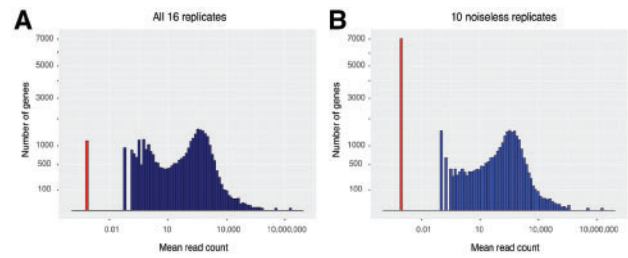 A
All 16 replicates
Number of genes
7000
5000
3000
1000
500
100
0.01
10
10,000
10,000,000
Mean read count
B
10 noiseless replicates
Number of genes
7000
5000
3000
1000
500
100
0.01
10
10,000
10,000,000
Mean read count